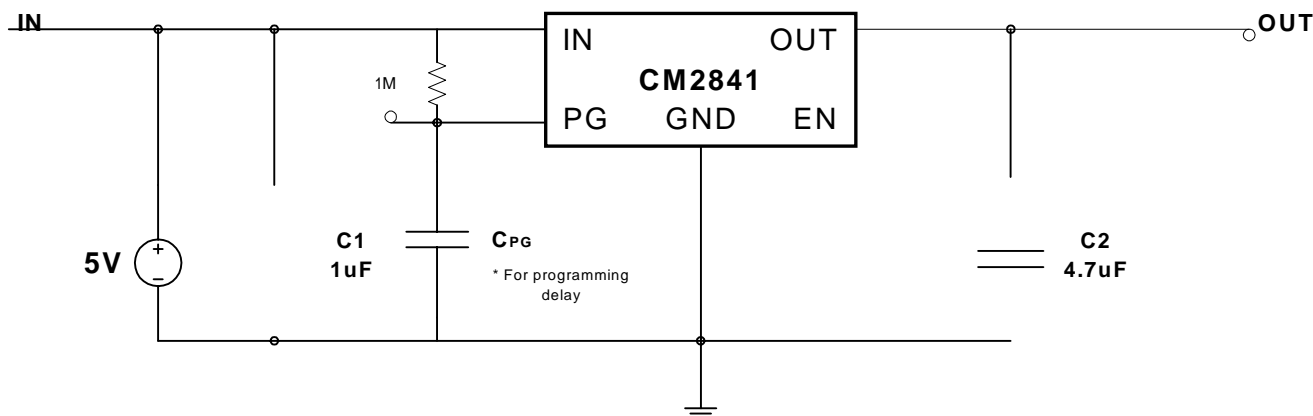 IN
OUT
IN OUT
CM2841
PG GND EN
1M
5V
+
–
C1
1uF
CPG
* For programming
delay
C2
4.7uF